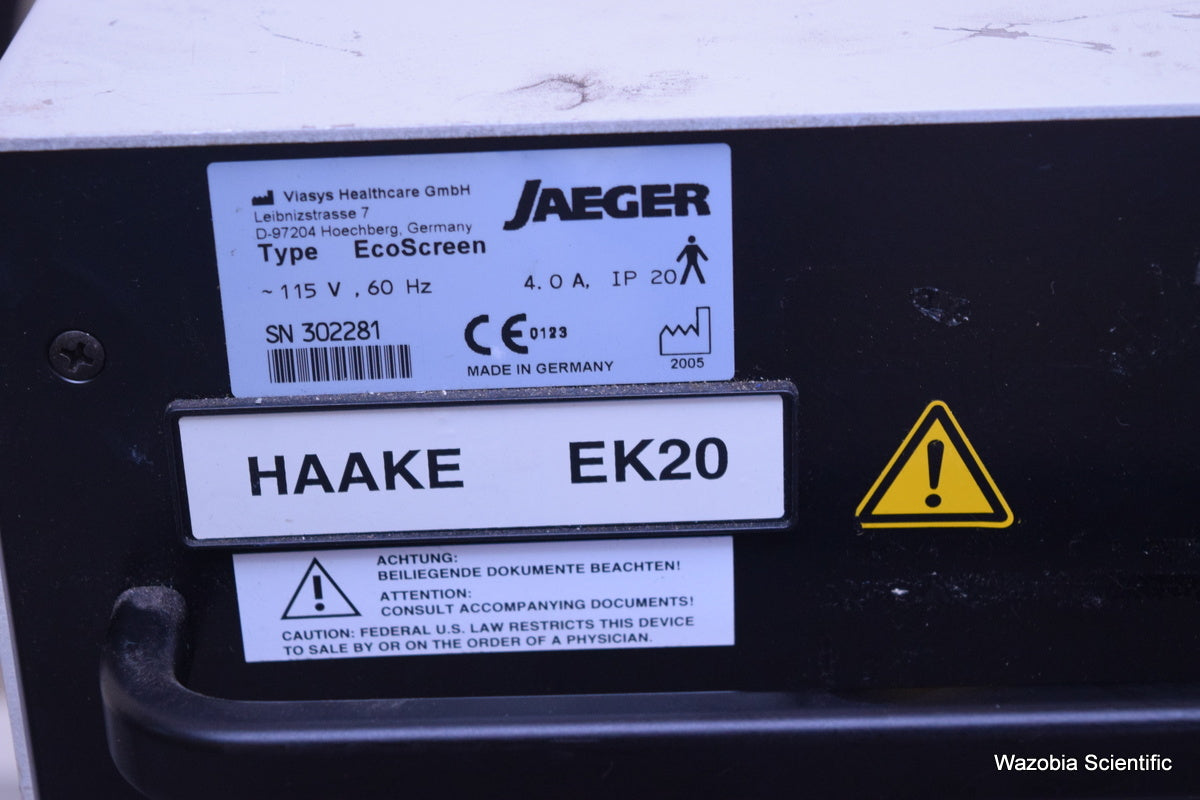 Viasys Healthcare GmbH
Leibnizstrasse 7
D-97204 Hoechberg, Germany
JAEGER
Type EcoScreen
~ 115 V , 60 Hz 4.0 A, IP 20
SN 302281
CE 0123
MADE IN GERMANY
2005
HAAKE EK20
ACHTUNG:
BEILIEGENDE DOKUMENTE BEACHTEN!
ATTENTION:
CONSULT ACCOMPANYING DOCUMENTS!
CAUTION: FEDERAL U.S. LAW RESTRICTS THIS DEVICE
TO SALE BY OR ON THE ORDER OF A PHYSICIAN.
Wazobia Scientific